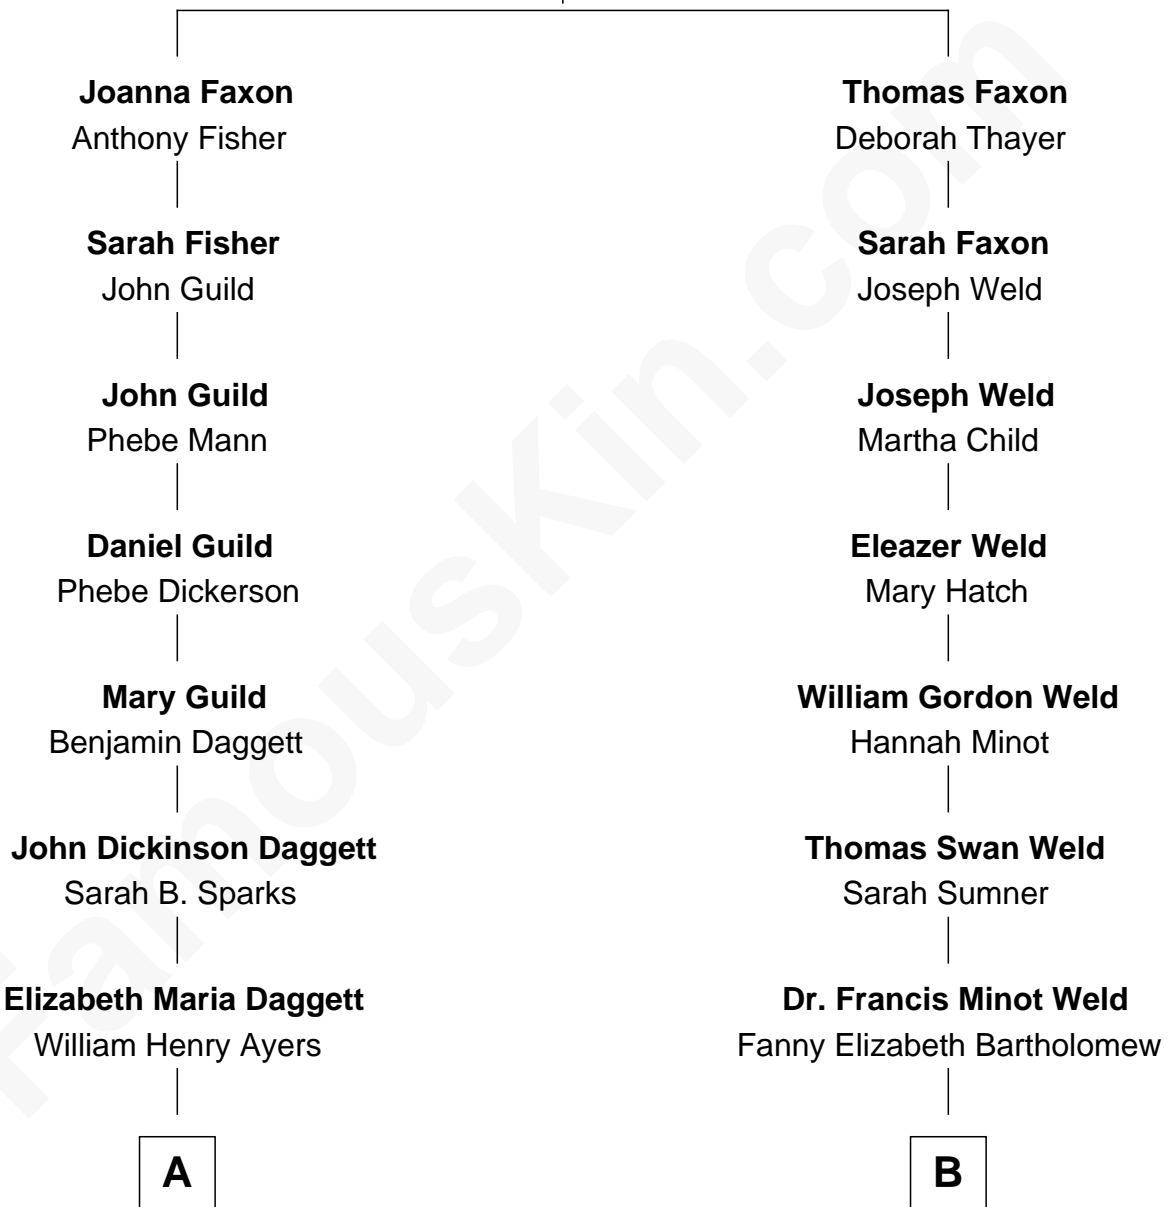 Joanna Faxon
Anthony Fisher
Sarah Fisher
John Guild
John Guild
Phebe Mann
Daniel Guild
Phebe Dickerson
Mary Guild
Benjamin Daggett
John Dickinson Daggett
Sarah B. Sparks
Elizabeth Maria Daggett
William Henry Ayers
A
Thomas Faxon
Deborah Thayer
Sarah Faxon
Joseph Weld
Joseph Weld
Martha Child
Eleazer Weld
Mary Hatch
William Gordon Weld
Hannah Minot
Thomas Swan Weld
Sarah Sumner
Dr. Francis Minot Weld
Fanny Elizabeth Bartholomew
B
FamousKin.com